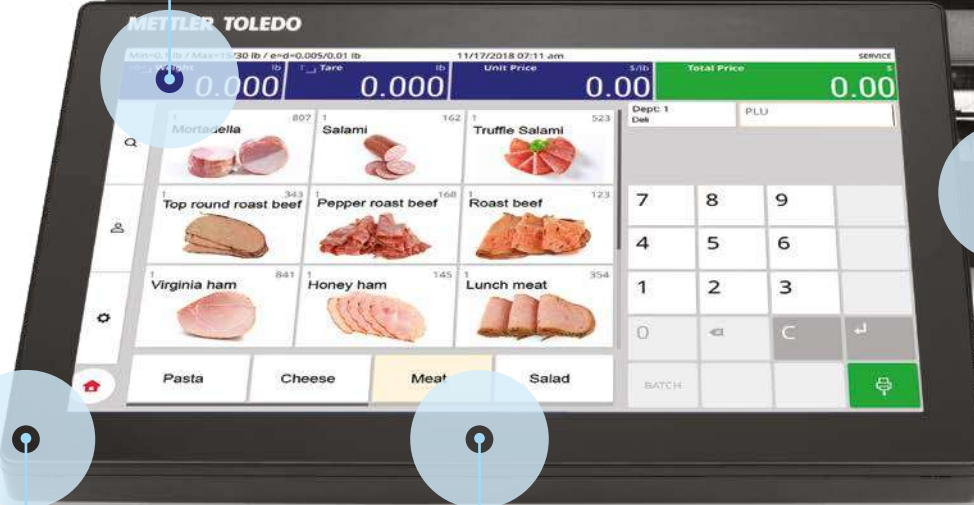 METTLER TOLEDO
Min=0.1 lb / Max=15/30 lb / e=d=0.005/0.01 lb 11/17/2018 07:11 am SERVICE
Weight lb Tare lb Unit Price $/lb Total Price $
0.000 0.000 0.00 0.00
Dept: 1 PLU
Deli
1 807 1 162 1 523
Mortadella Salami Truffle Salami
1 343 1 168 1 123
Top round roast beef Pepper roast beef Roast beef
1 841 1 145 1 354
Virginia ham Honey ham Lunch meat
7 8 9
4 5 6
1 2 3
0 C
Pasta Cheese Meat Salad
BATCH